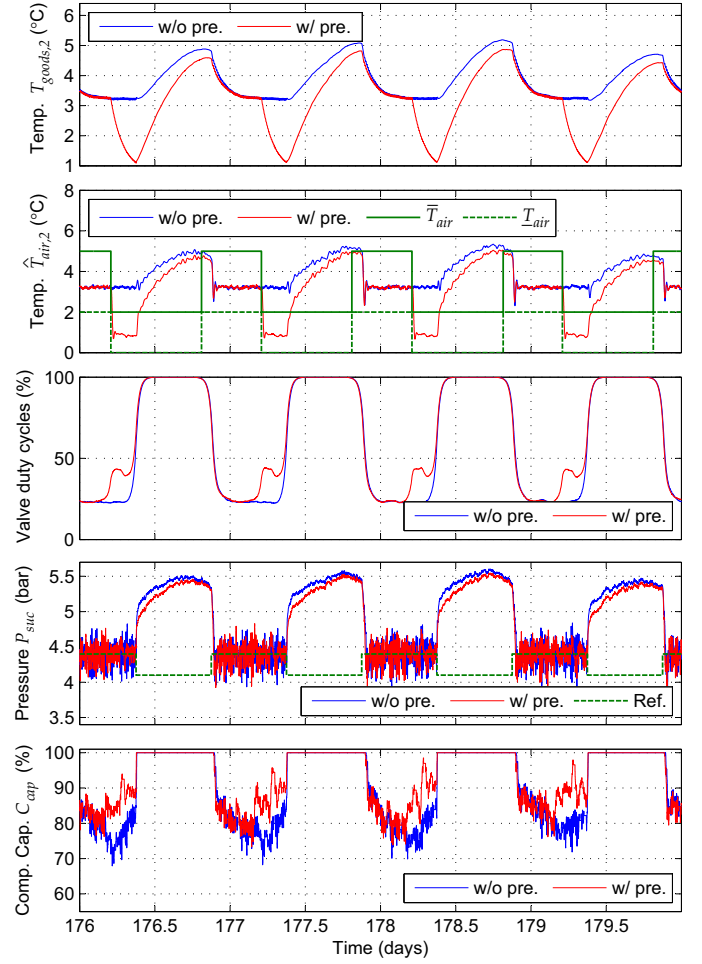 6
5
4
3
2
1
Temp. T_goods,2 (°C)
w/o pre. w/ pre.
8
6
4
2
0
Temp. T̂_air,2 (°C)
w/o pre. w/ pre. T̅_air T̲_air
100
50
0
Valve duty cycles (%)
w/o pre. w/ pre.
5.5
5
4.5
4
3.5
Pressure P_suc (bar)
w/o pre. w/ pre. Ref.
100
90
80
70
60
Comp. Cap. C_cap (%)
w/o pre. w/ pre.
176 176.5 177 177.5 178 178.5 179 179.5
Time (days)